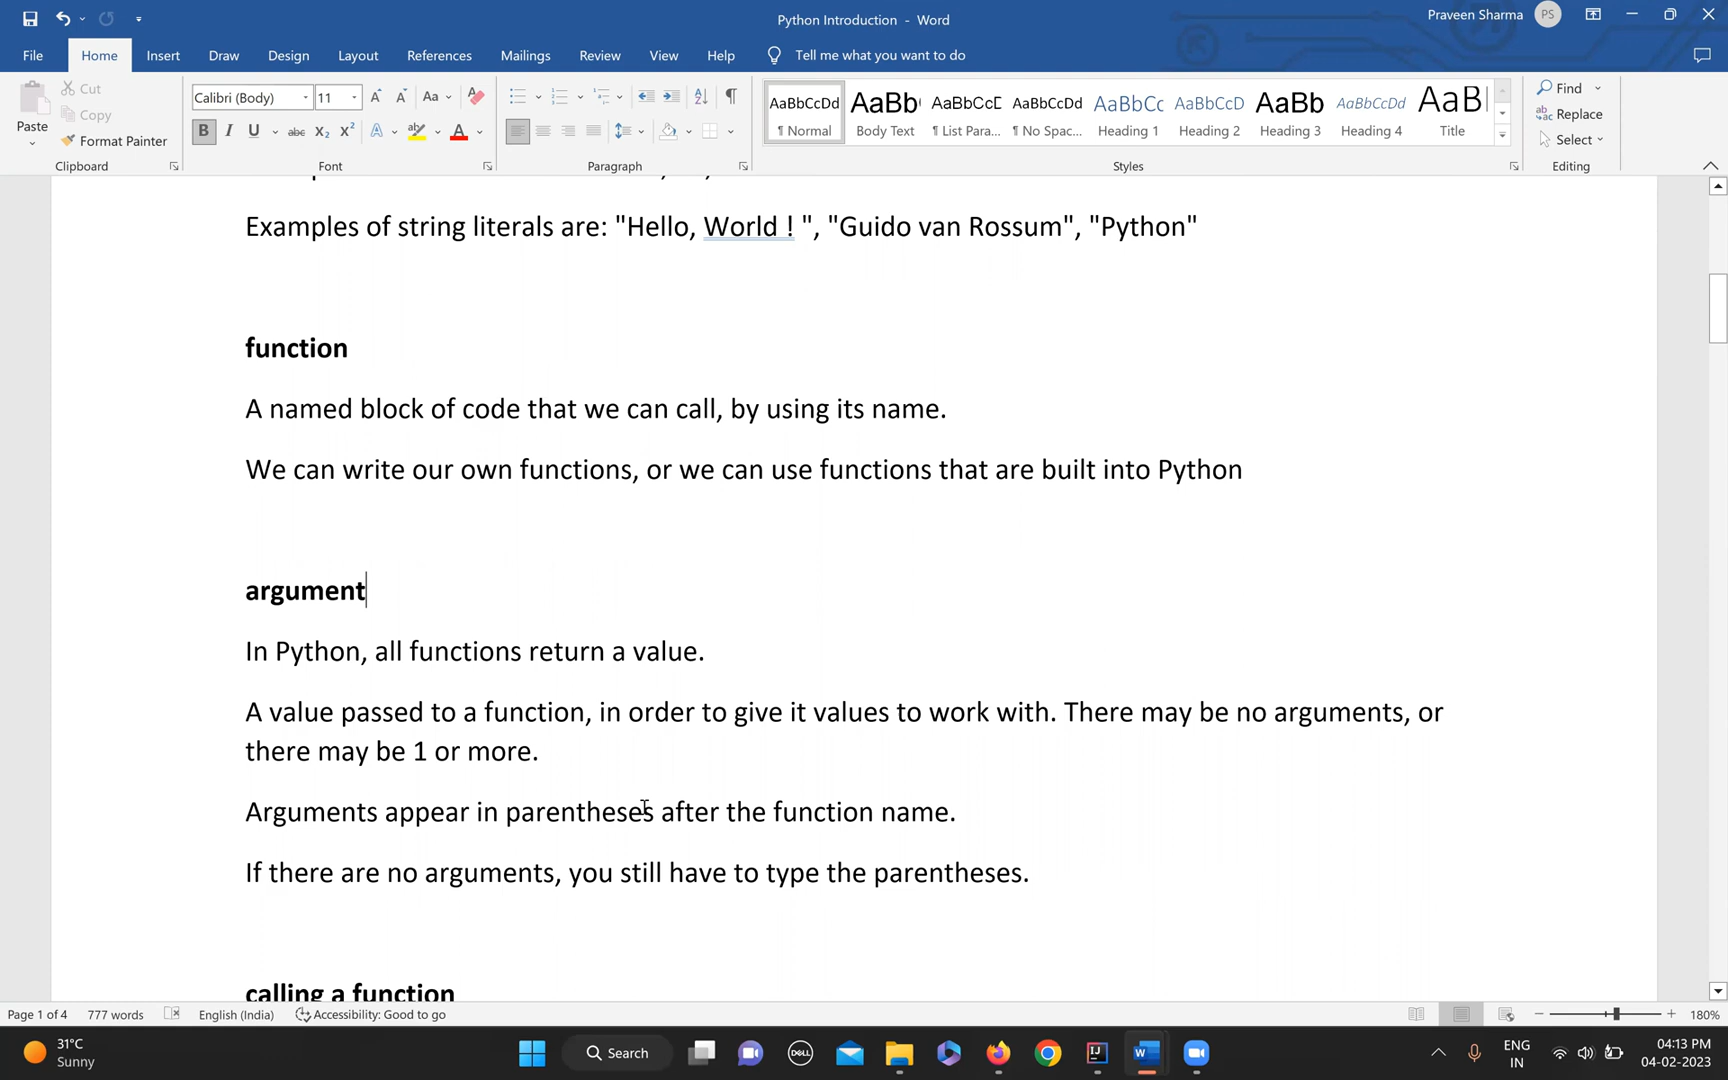 Python Introduction - Word
Praveen Sharma PS
File Home Insert Draw Design Layout References Mailings Review View Help Tell me what you want to do
Paste
Cut
Copy
Format Painter
Clipboard
Calibri (Body) 11
Font
Paragraph
AaBbCcDd AaBb AaBbCcD AaBbCcDd AaBbCc AaBbCcD AaBb AaBbCcDd AaB
¶ Normal Body Text ¶ List Para... ¶ No Spac... Heading 1 Heading 2 Heading 3 Heading 4 Title
Styles
Find
Replace
Select
Editing
Examples of string literals are: "Hello, World ! ", "Guido van Rossum", "Python"
function
A named block of code that we can call, by using its name.
We can write our own functions, or we can use functions that are built into Python
argument
In Python, all functions return a value.
A value passed to a function, in order to give it values to work with. There may be no arguments, or
there may be 1 or more.
Arguments appear in parentheses after the function name.
If there are no arguments, you still have to type the parentheses.
calling a function
Page 1 of 4 777 words English (India) Accessibility: Good to go 180%
31°C
Sunny
Search
DELL
ENG
IN
04:13 PM
04-02-2023